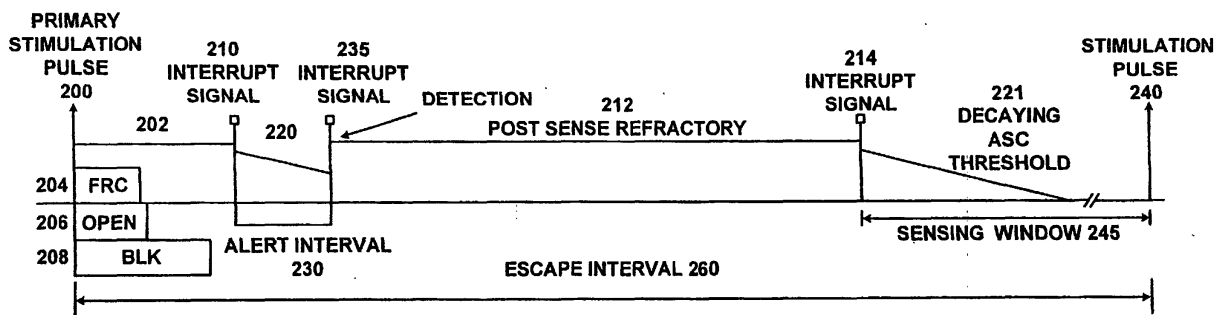 PRIMARY
STIMULATION
PULSE
200
210
INTERRUPT
SIGNAL
235
INTERRUPT
SIGNAL
DETECTION
212
POST SENSE REFRACTORY
214
INTERRUPT
SIGNAL
221
DECAYING
ASC
THRESHOLD
STIMULATION
PULSE
240
202
220
204 FRC
206 OPEN
208 BLK
ALERT INTERVAL
230
SENSING WINDOW 245
ESCAPE INTERVAL 260